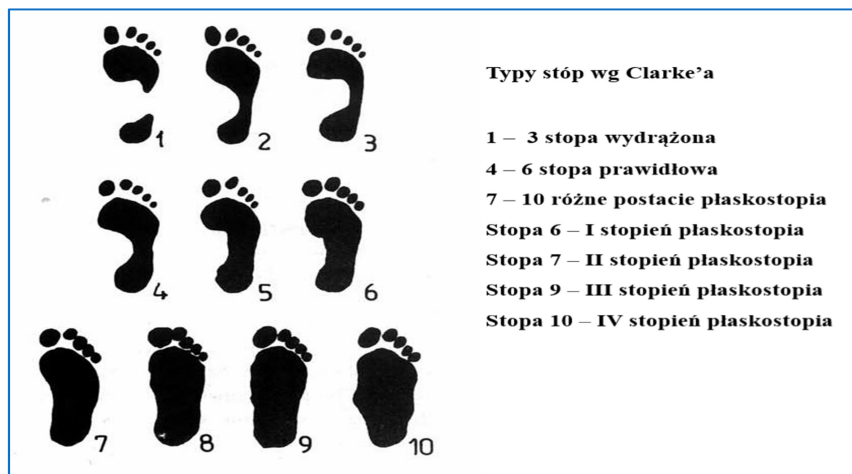 1
2
3
4
5
6
7
8
9
10
Typy stóp wg Clarke’a
1 – 3 stopa wydrążona
4 – 6 stopa prawidłowa
7 – 10 różne postacie płaskostopia
Stopa 6 – I stopień płaskostopia
Stopa 7 – II stopień płaskostopia
Stopa 9 – III stopień płaskostopia
Stopa 10 – IV stopień płaskostopia